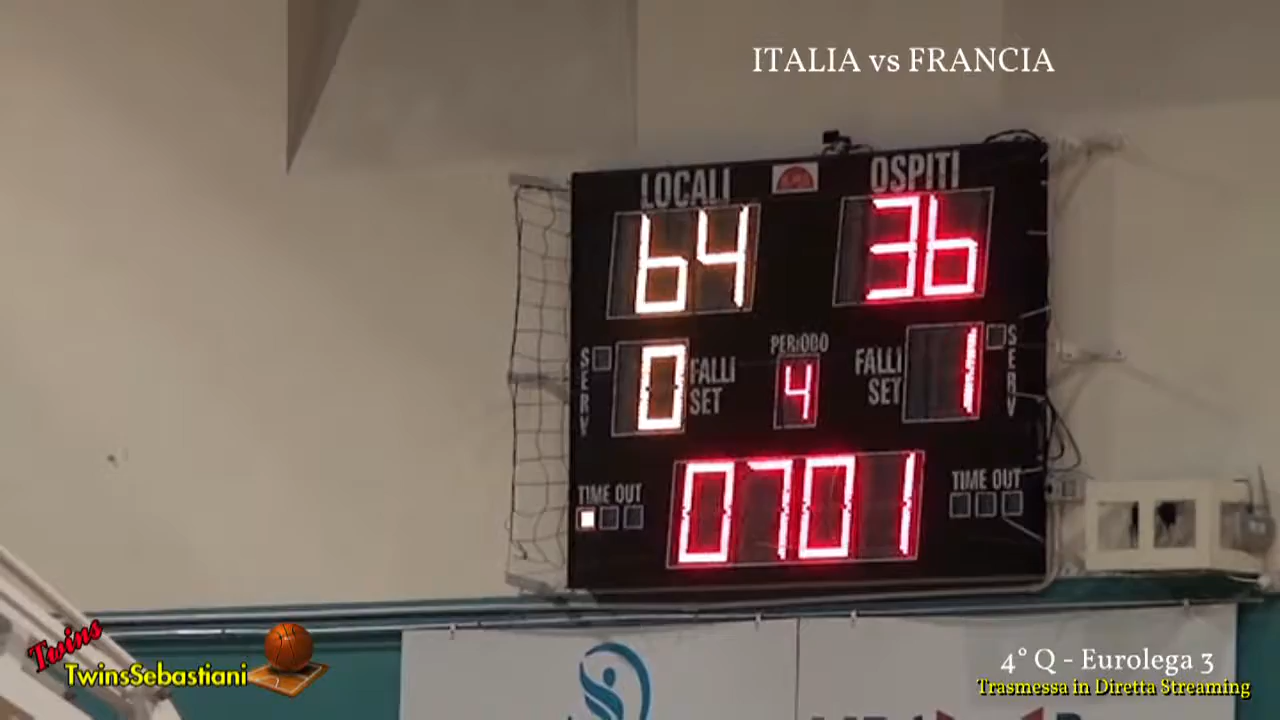 ITALIA vs FRANCIA
LOCALI
OSPITI
64
36
SERV
0
FALLI SET
PERIODO
4
FALLI SET
1
SERV
TIME OUT
0701
TIME OUT
Twins
TwinsSebastiani
4° Q - Eurolega 3
Trasmessa in Diretta Streaming